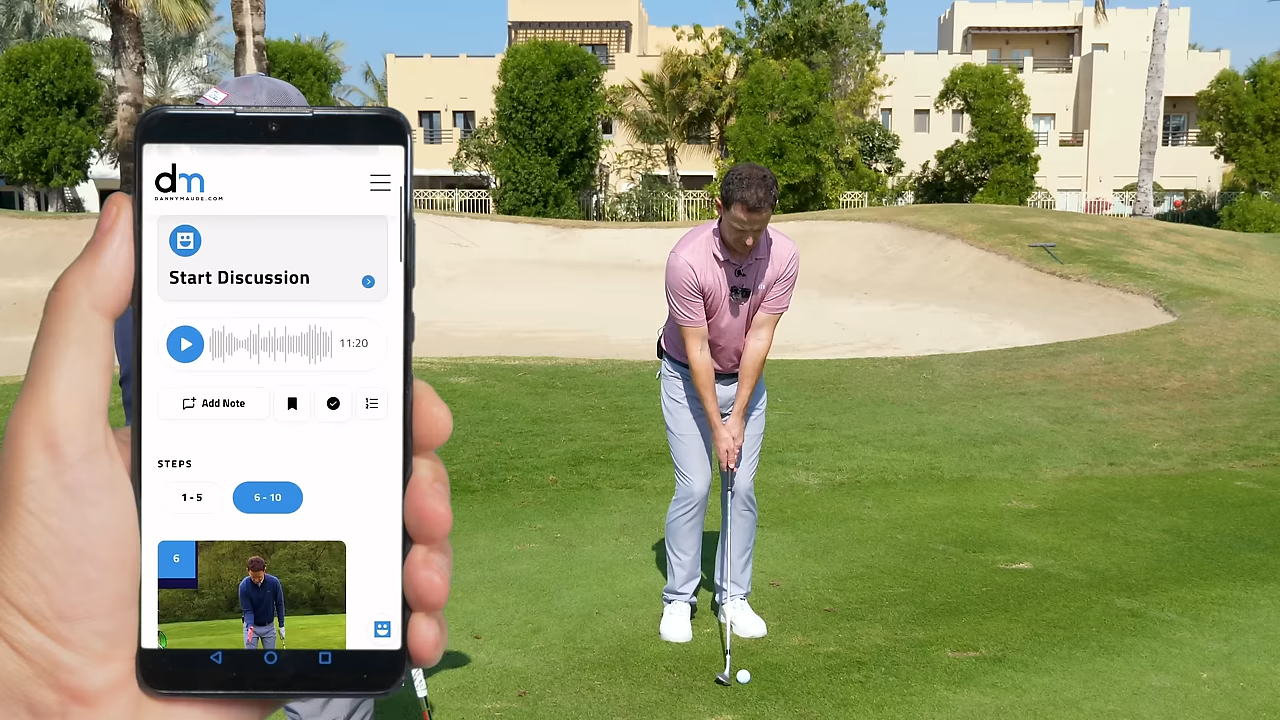 dm
DANNYMAUDE.COM
Start Discussion
11:20
Add Note
STEPS
1 - 5
6 - 10
6